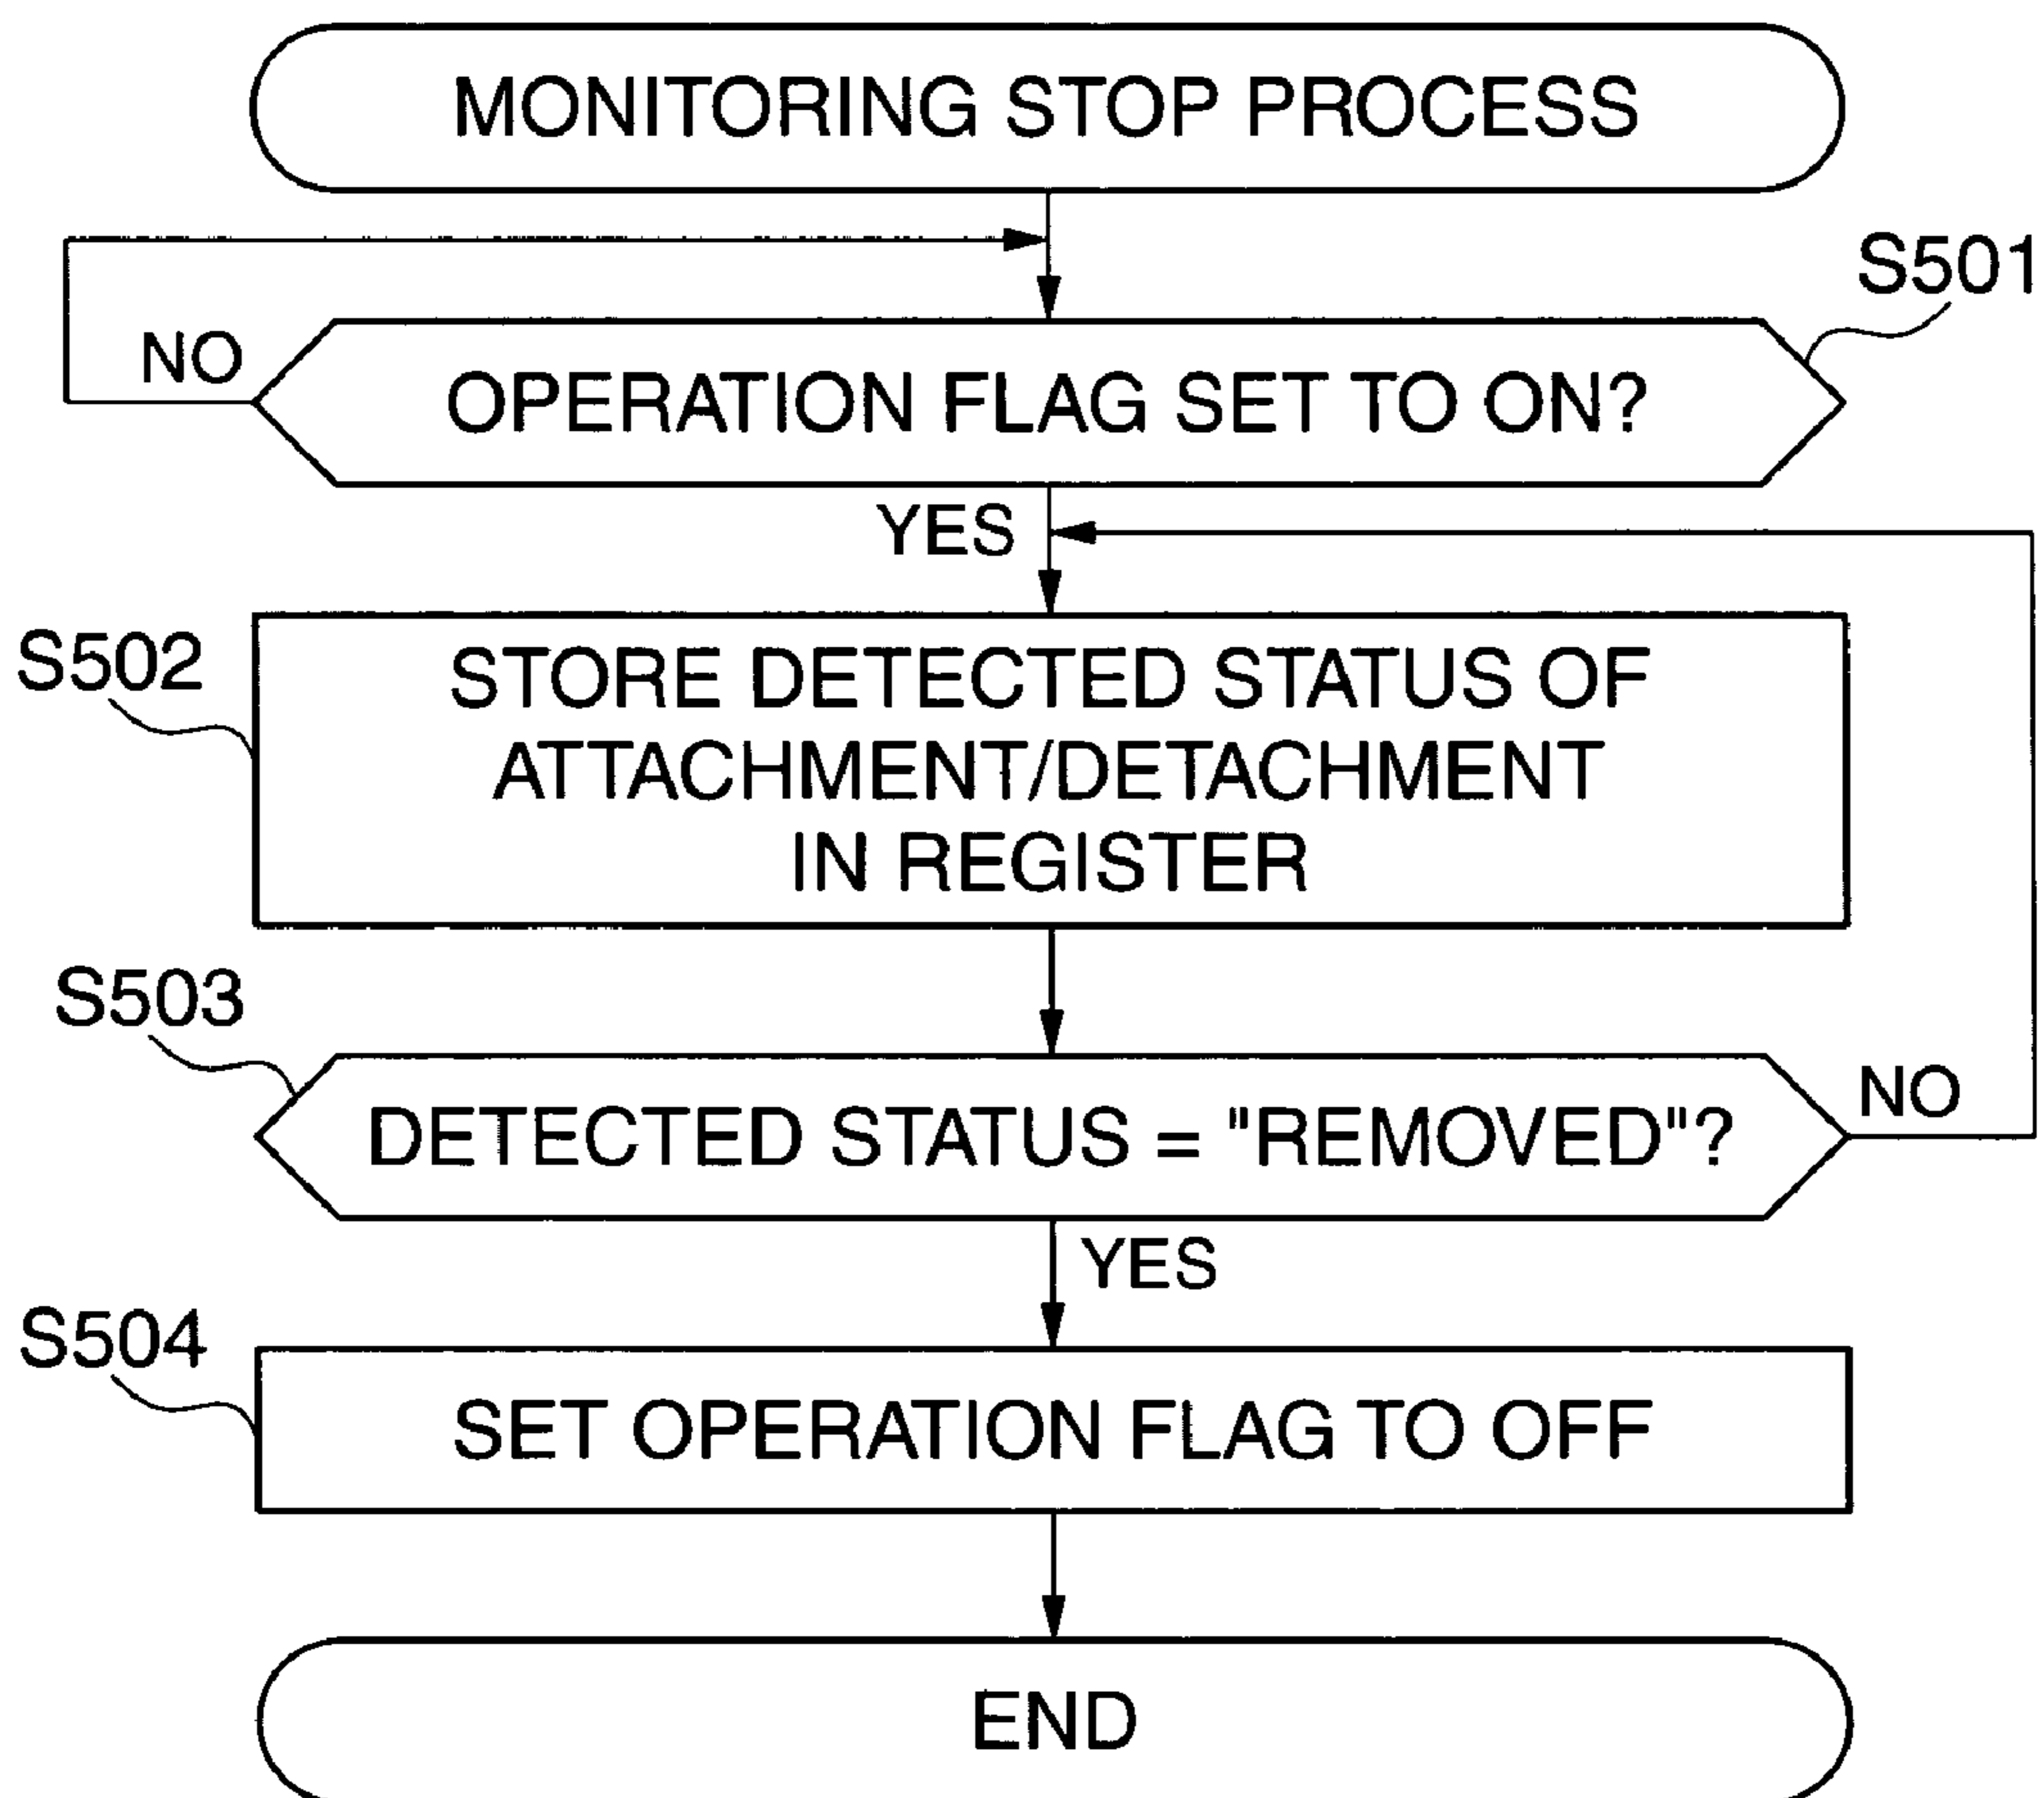 MONITORING STOP PROCESS
S501
NO
OPERATION FLAG SET TO ON?
YES
S502
STORE DETECTED STATUS OF
ATTACHMENT/DETACHMENT
IN REGISTER
S503
DETECTED STATUS = "REMOVED"?
NO
YES
S504
SET OPERATION FLAG TO OFF
END